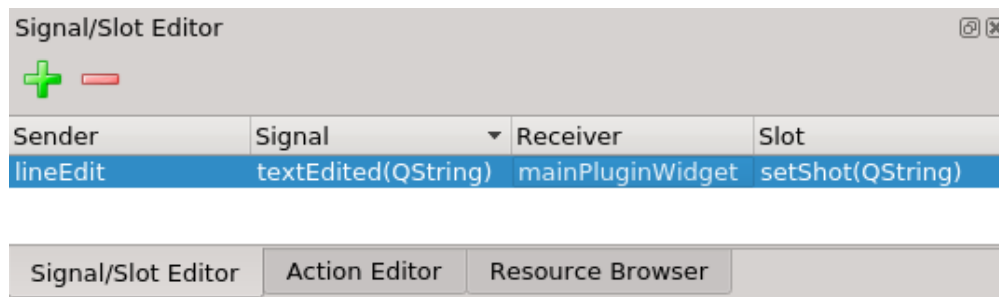 Signal/Slot Editor
Sender Signal Receiver Slot
lineEdit textEdited(QString) mainPluginWidget setShot(QString)
Signal/Slot Editor Action Editor Resource Browser